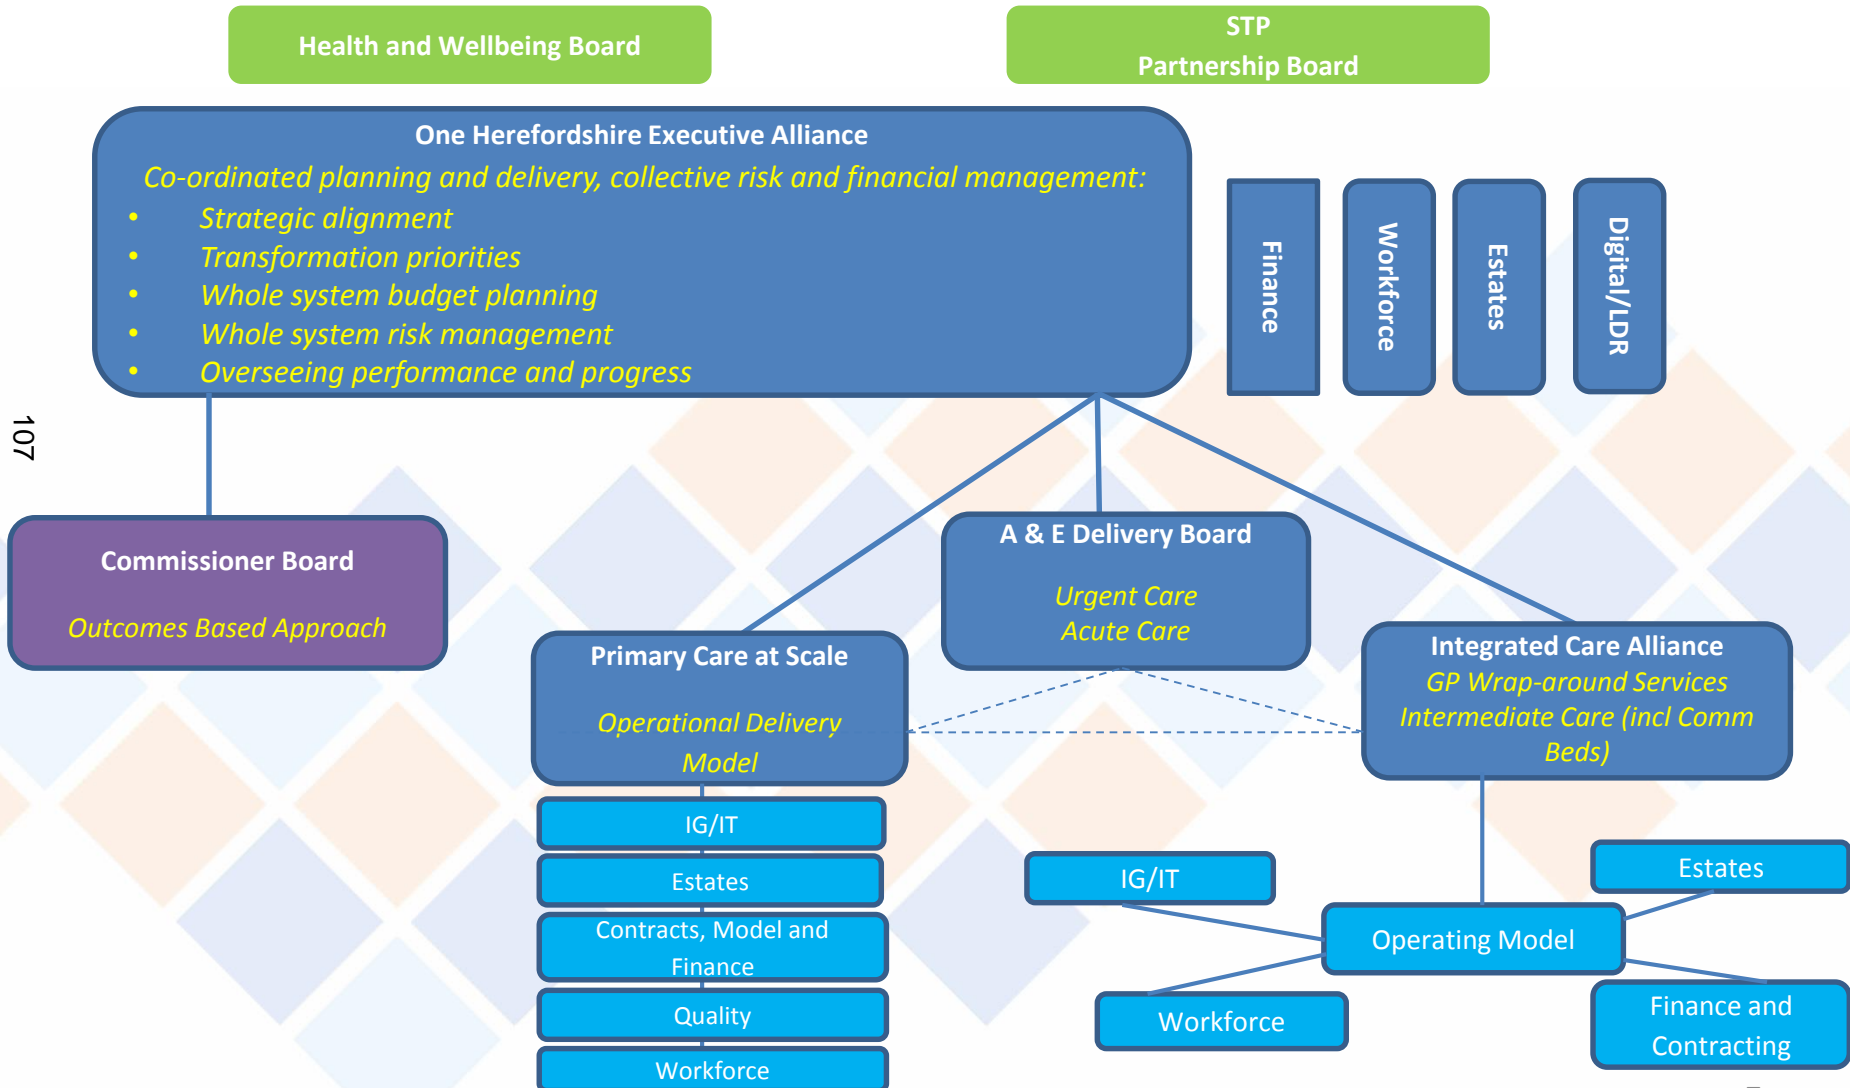 Health and Wellbeing Board
STP
Partnership Board
One Herefordshire Executive Alliance
Co-ordinated planning and delivery, collective risk and financial management:
• Strategic alignment
• Transformation priorities
• Whole system budget planning
• Whole system risk management
• Overseeing performance and progress
Finance
Workforce
Estates
Digital/LDR
107
Commissioner Board
Outcomes Based Approach
A & E Delivery Board
Urgent Care
Acute Care
Primary Care at Scale
Operational Delivery
Model
Integrated Care Alliance
GP Wrap-around Services
Intermediate Care (incl Comm
Beds)
IG/IT
Estates
Contracts, Model and
Finance
Quality
Workforce
IG/IT
Estates
Operating Model
Workforce
Finance and
Contracting